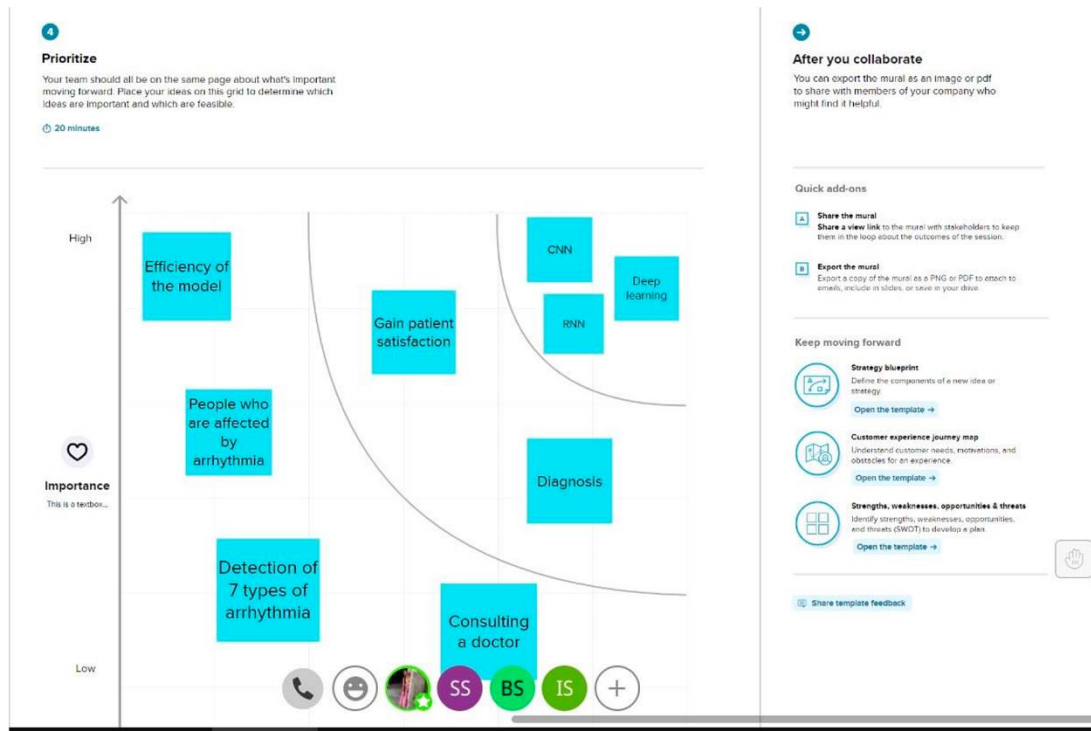 4
Prioritize
Your team should all be on the same page about what's important
moving forward. Place your ideas on this grid to determine which
ideas are important and which are feasible.
20 minutes
High
Importance
This is a textbox...
Low
Efficiency of
the model
People who
are affected
by
arrhythmia
Detection of
7 types of
arrhythmia
Gain patient
satisfaction
CNN
Deep
learning
RNN
Diagnosis
Consulting
a doctor
SS
BS
IS
After you collaborate
You can export the mural as an image or pdf
to share with members of your company who
might find it helpful.
Quick add-ons
A
Share the mural
Share a view link to the mural with stakeholders to keep
them in the loop about the outcomes of the session.
B
Export the mural
Export a copy of the mural as a PNG or PDF to attach to
emails, include in slides, or save in your drive.
Keep moving forward
Strategy blueprint
Define the components of a new idea or
strategy.
Open the template →
Customer experience journey map
Understand customer needs, motivations, and
obstacles for an experience.
Open the template →
Strengths, weaknesses, opportunities & threats
Identify strengths, weaknesses, opportunities,
and threats (SWOT) to develop a plan.
Open the template →
Share template feedback